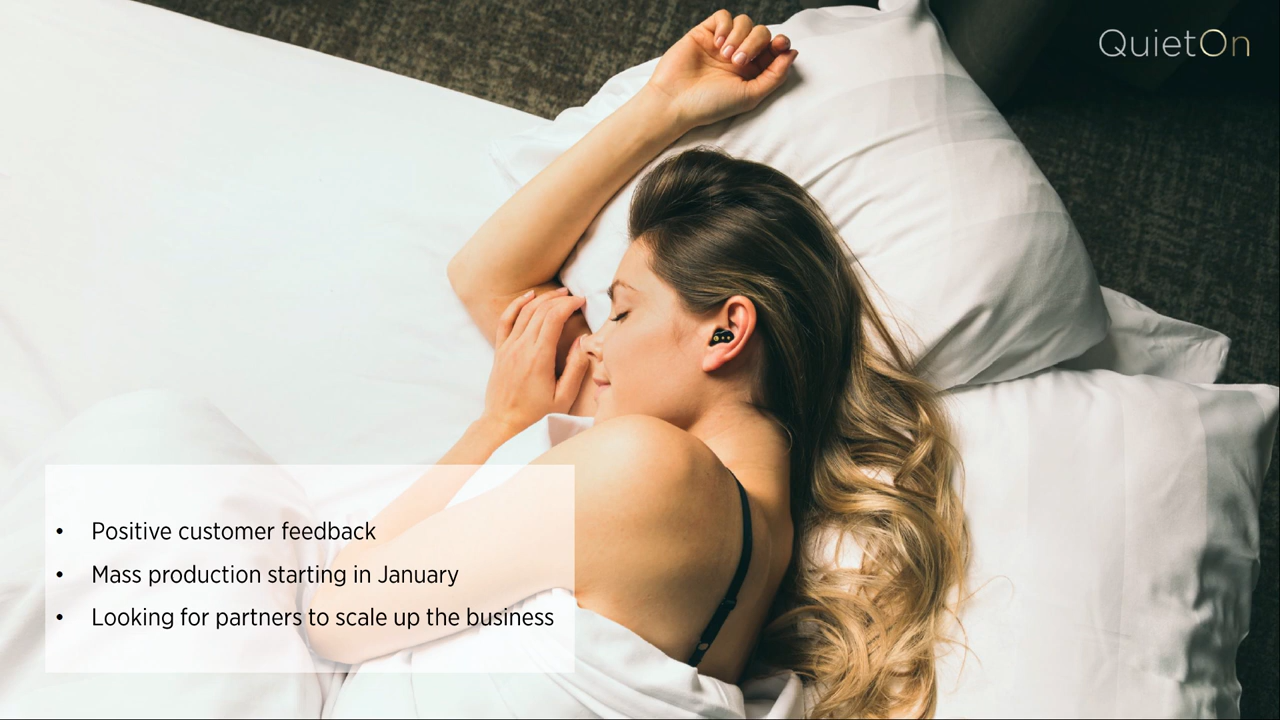 QuietOn
• Positive customer feedback
• Mass production starting in January
• Looking for partners to scale up the business